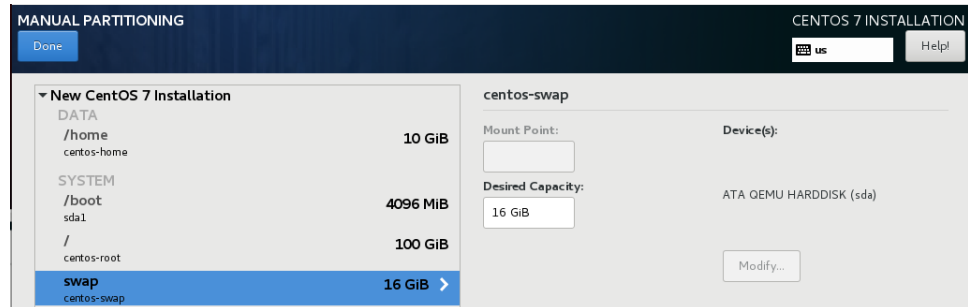 MANUAL PARTITIONING
CENTOS 7 INSTALLATION
Done
us
Help!
New CentOS 7 Installation
DATA
/home
10 GiB
centos-home
SYSTEM
/boot
4096 MiB
sda1
/
100 GiB
centos-root
swap
16 GiB
centos-swap
centos-swap
Mount Point:
Device(s):
Desired Capacity:
16 GiB
ATA QEMU HARDDISK (sda)
Modify...